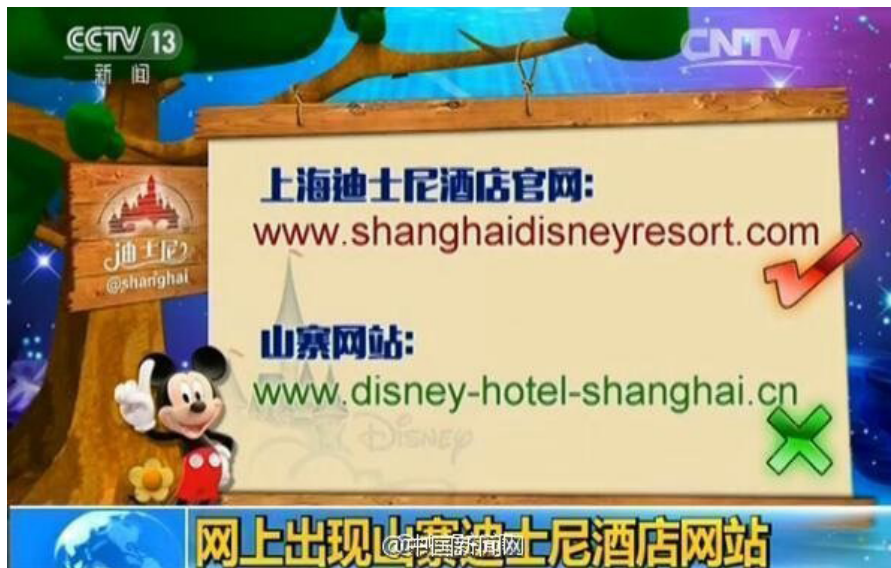 CCTV 13
新闻
CNTV
上海迪士尼酒店官网:
www.shanghaidisneyresort.com
迪士尼
@shanghai
山寨网站:
www.disney-hotel-shanghai.cn
DISNEY
网上出现山寨迪士尼酒店网站
@中国新闻网